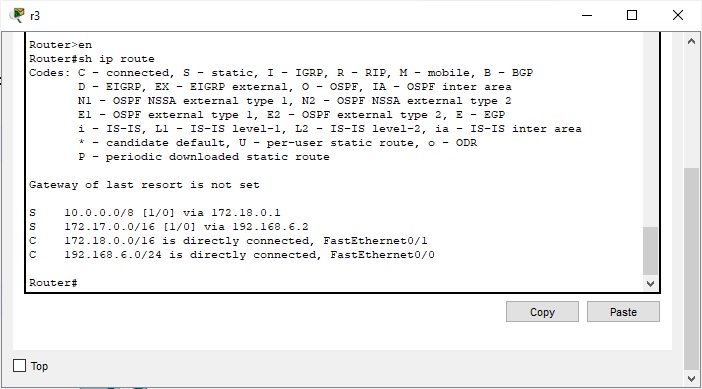 r3
Router>en
Router#sh ip route
Codes: C - connected, S - static, I - IGRP, R - RIP, M - mobile, B - BGP
       D - EIGRP, EX - EIGRP external, O - OSPF, IA - OSPF inter area
       N1 - OSPF NSSA external type 1, N2 - OSPF NSSA external type 2
       E1 - OSPF external type 1, E2 - OSPF external type 2, E - EGP
       i - IS-IS, L1 - IS-IS level-1, L2 - IS-IS level-2, ia - IS-IS inter area
       * - candidate default, U - per-user static route, o - ODR
       P - periodic downloaded static route
Gateway of last resort is not set
S    10.0.0.0/8 [1/0] via 172.18.0.1
S    172.17.0.0/16 [1/0] via 192.168.6.2
C    172.18.0.0/16 is directly connected, FastEthernet0/1
C    192.168.6.0/24 is directly connected, FastEthernet0/0
Router#
Copy Paste
Top